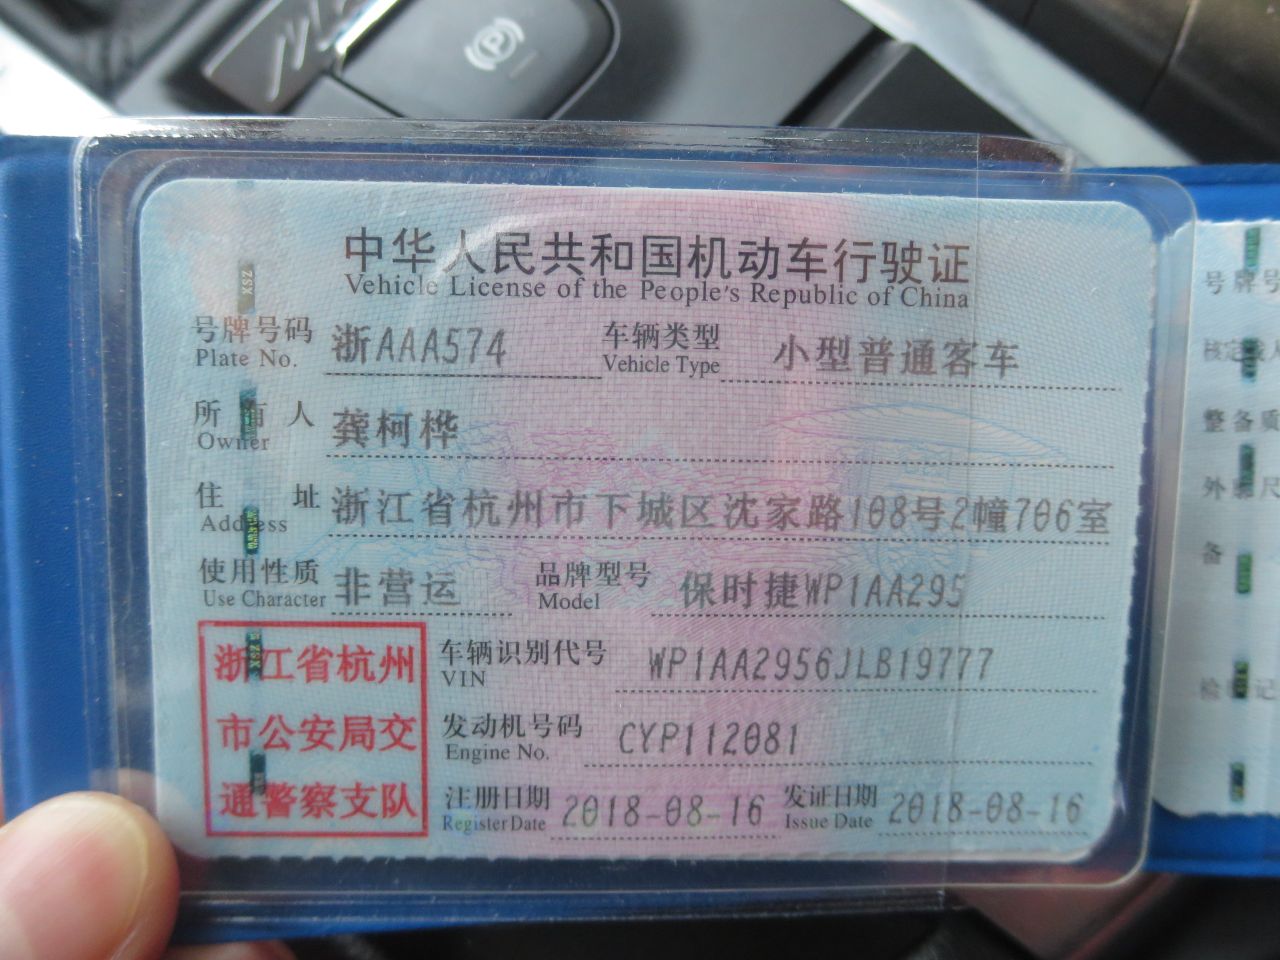 中华人民共和国机动车行驶证
Vehicle License of the People's Republic of China
号牌号码 浙AAA574 车辆类型 小型普通客车
Plate No. Vehicle Type
所有人 龚柯桦
Owner
住址 浙江省杭州市下城区沈家路108号2幢706室
Address
使用性质 非营运 品牌型号 保时捷WP1AA295
Use Character Model
浙江省杭州
市公安局交
通警察支队
车辆识别代号 WP1AA2956JLB19777
VIN
发动机号码 CYP112081
Engine No.
注册日期 2018-08-16 发证日期 2018-08-16
Register Date Issue Date
号牌号
核定载人
整备质
外廓尺
备
检 记
XSZ
P